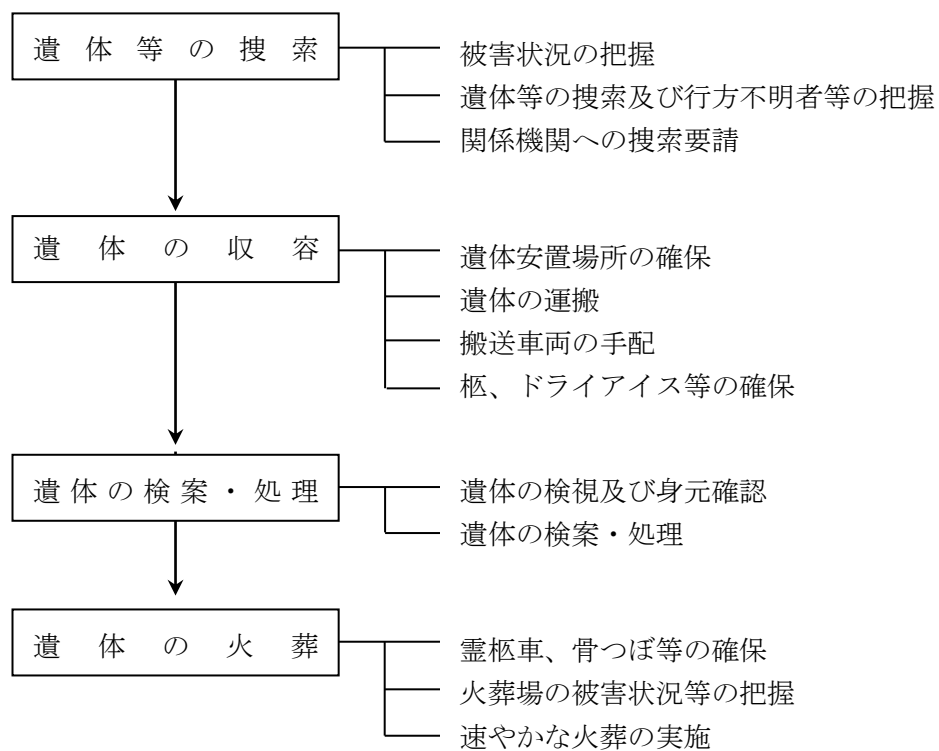 遺体等の捜索
被害状況の把握
遺体等の捜索及び行方不明者等の把握
関係機関への捜索要請
遺体の収容
遺体安置場所の確保
遺体の運搬
搬送車両の手配
柩、ドライアイス等の確保
遺体の検案・処理
遺体の検視及び身元確認
遺体の検案・処理
遺体の火葬
霊柩車、骨つぼ等の確保
火葬場の被害状況等の把握
速やかな火葬の実施